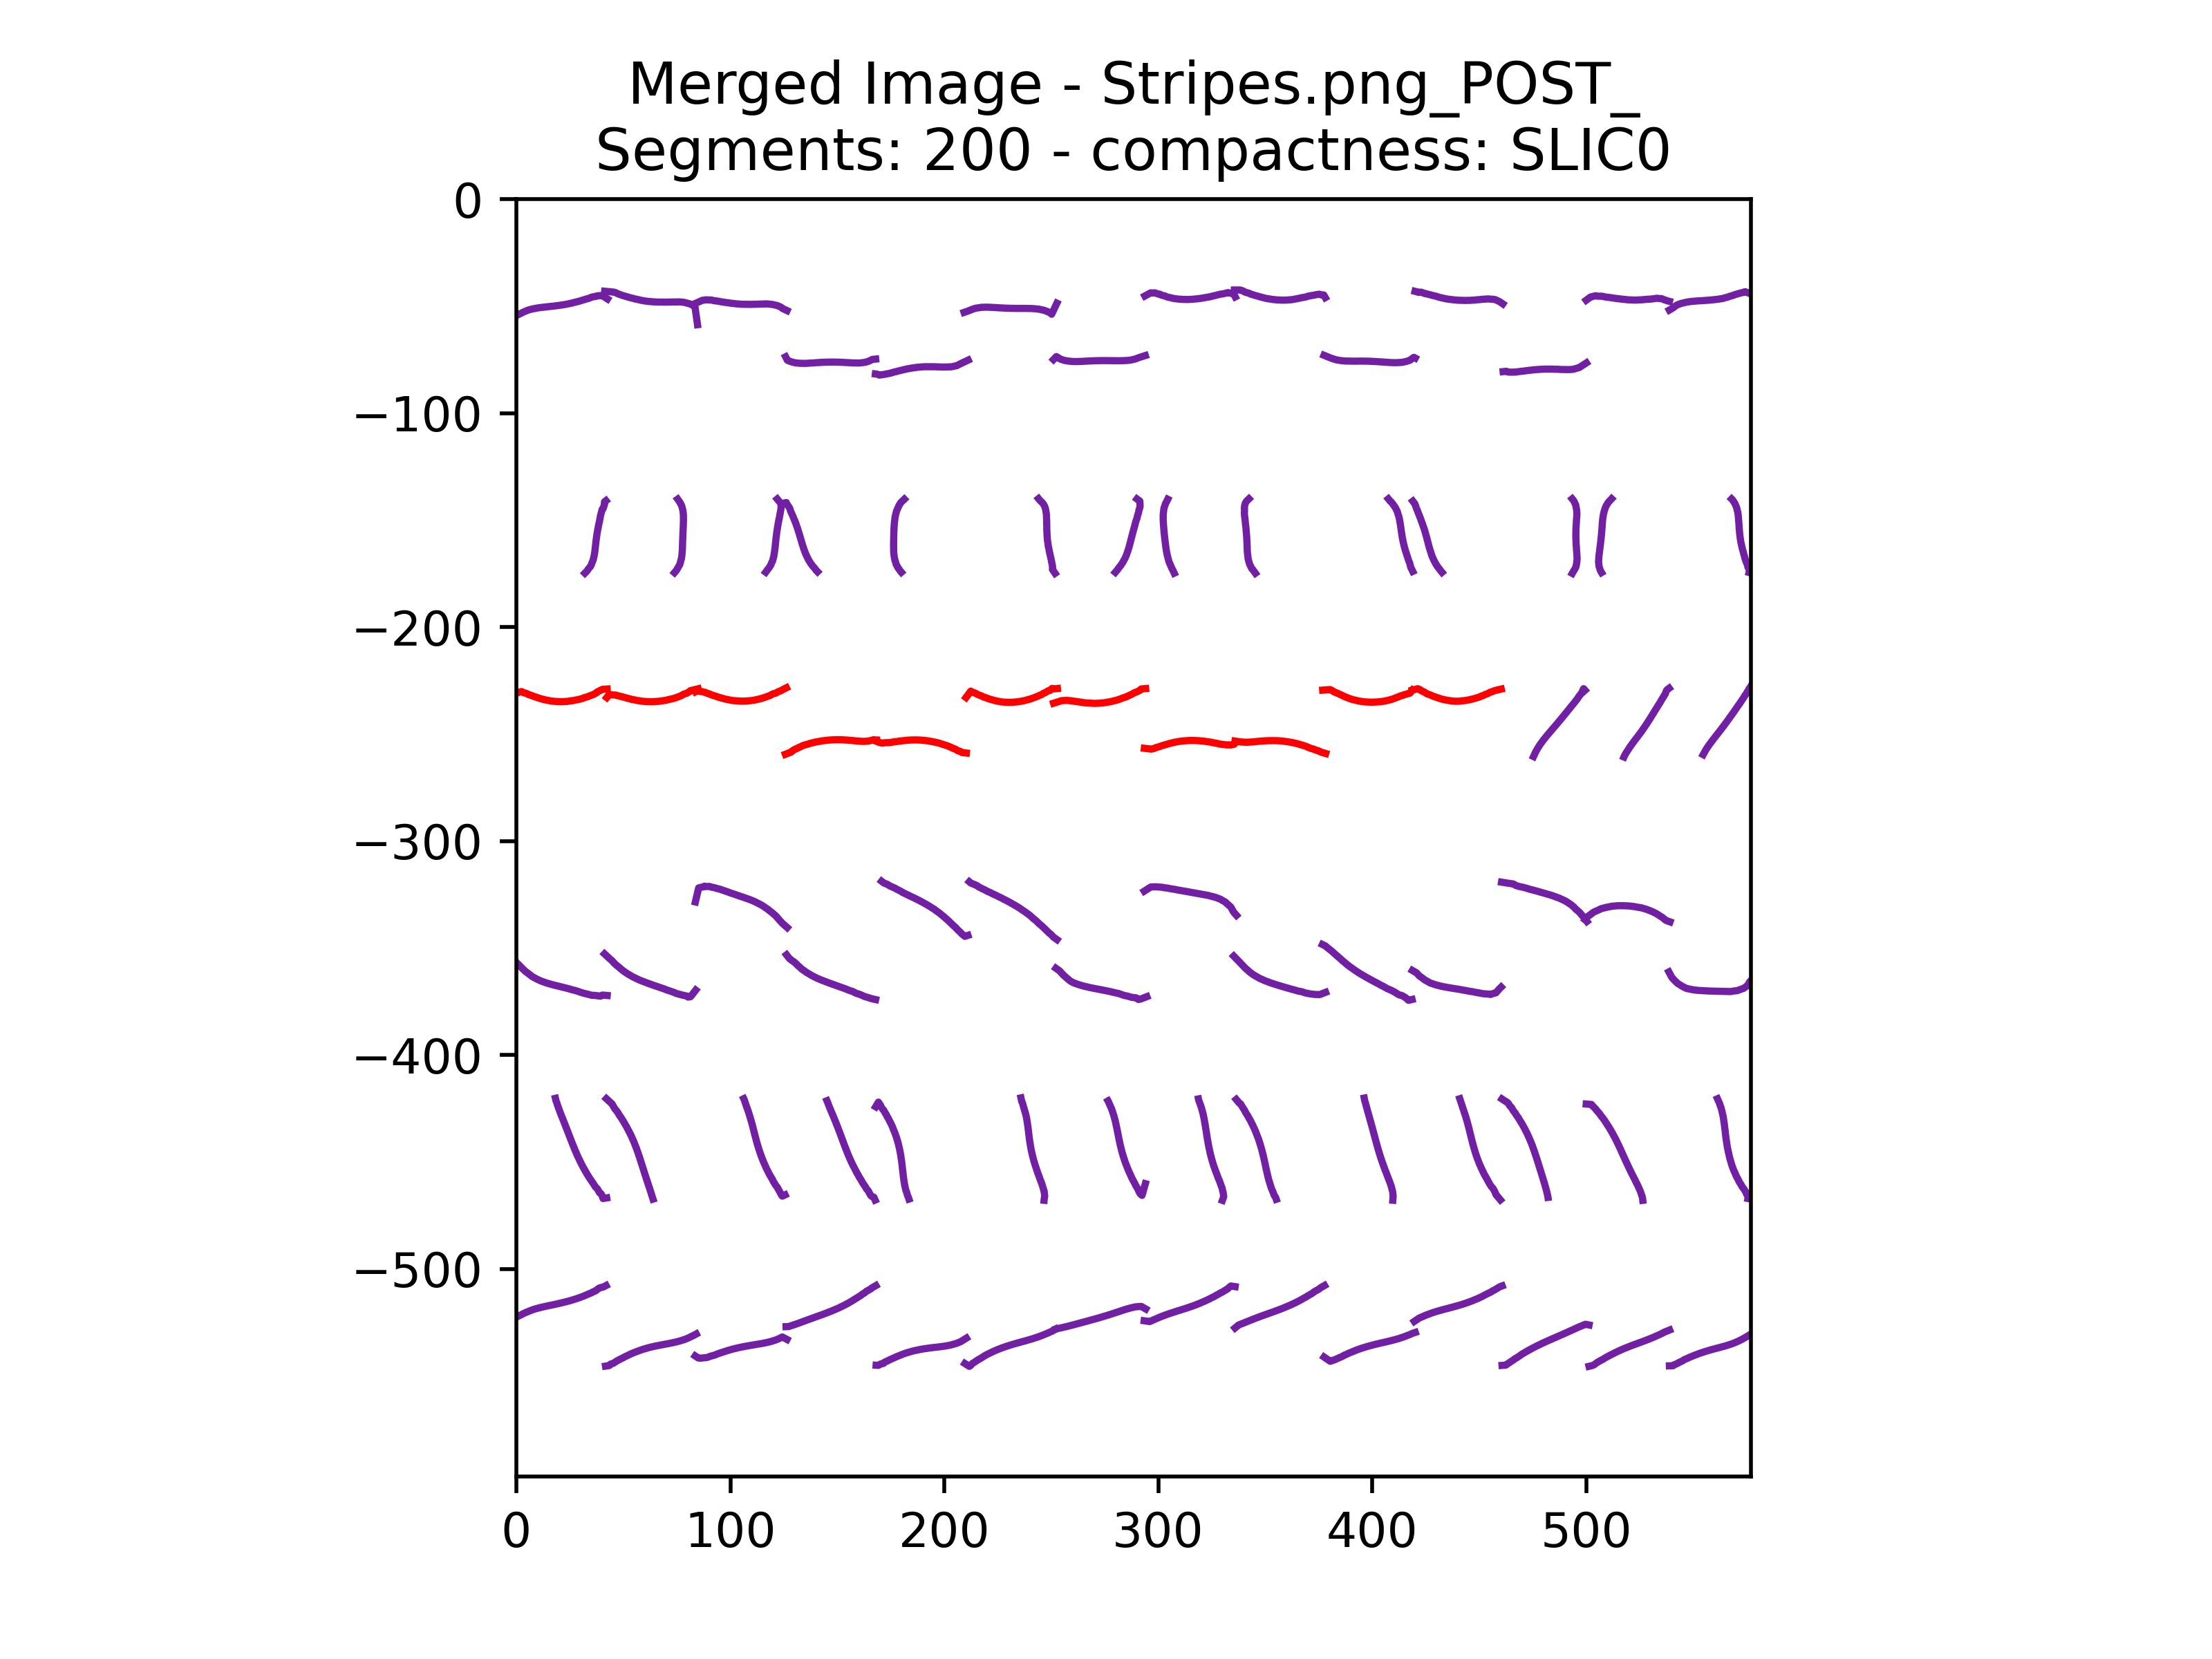 Merged Image - Stripes.png_POST_
Segments: 200 - compactness: SLIC0
0
−100
−200
−300
−400
−500
0 100 200 300 400 500